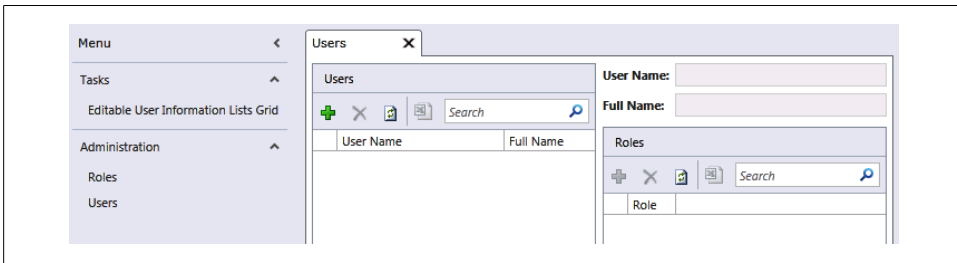 Menu
Tasks
Editable User Information Lists Grid
Administration
Roles
Users
Users
Users
Search
User Name
Full Name
User Name:
Full Name:
Roles
Search
Role